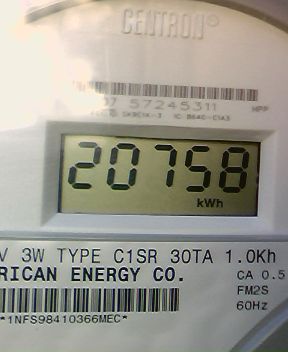 CENTRON®
57245311
HPP
20758
kWh
V 3W TYPE C1SR 30TA 1.0Kh
RICAN ENERGY CO.
CA 0.5
FM2S
60Hz
*1NFS98410366MEC*